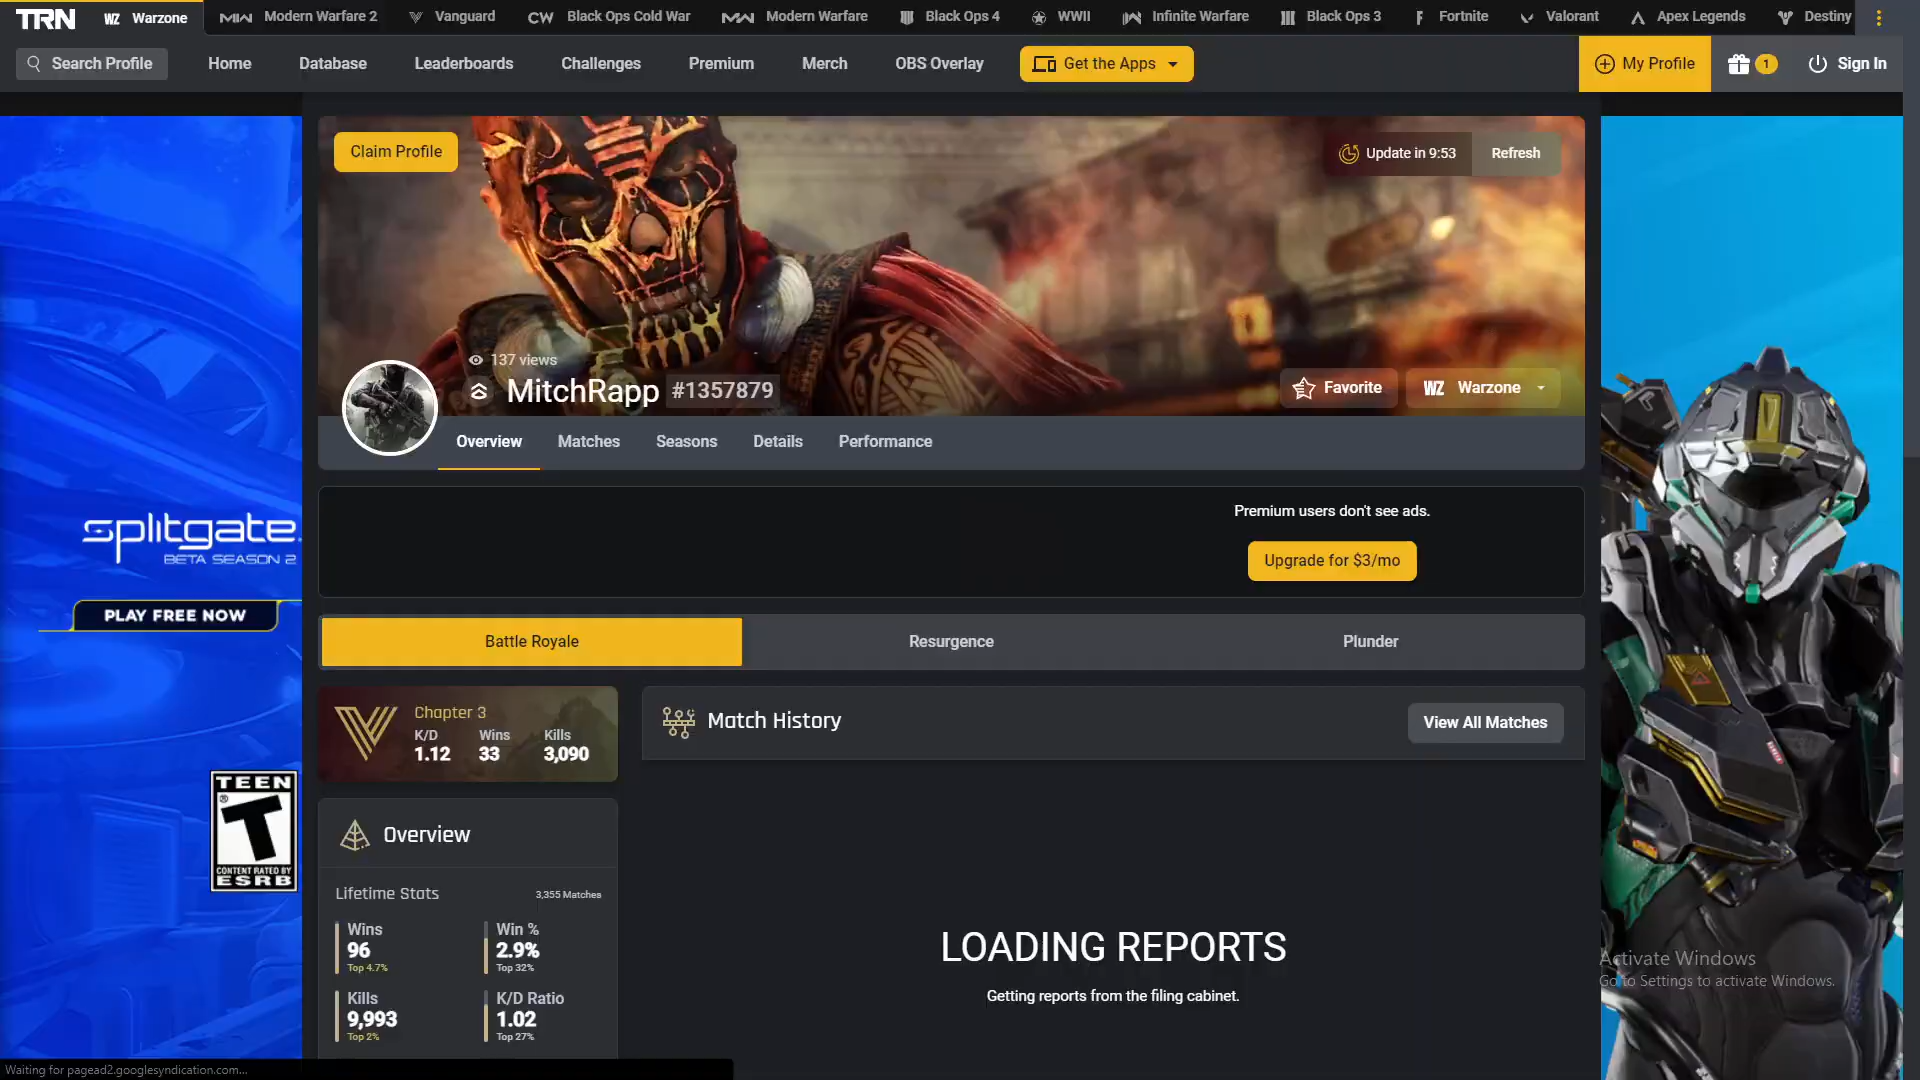 TRN
WZ Warzone
Modern Warfare 2
Vanguard
CW Black Ops Cold War
Modern Warfare
Black Ops 4
WWII
Infinite Warfare
Black Ops 3
Fortnite
Valorant
Apex Legends
Destiny
Search Profile
Home
Database
Leaderboards
Challenges
Premium
Merch
OBS Overlay
Get the Apps
My Profile
1
Sign In
Claim Profile
Update in 9:53
Refresh
137 views
MitchRapp #1357879
Favorite
WZ Warzone
Overview
Matches
Seasons
Details
Performance
Premium users don't see ads.
Upgrade for $3/mo
splitgate
BETA SEASON 2
PLAY FREE NOW
Battle Royale
Resurgence
Plunder
Chapter 3
K/D Wins Kills
1.12 33 3,090
Match History
View All Matches
Overview
Lifetime Stats
3,355 Matches
Wins
96
Top 4.7%
Win %
2.9%
Top 32%
Kills
9,993
Top 2%
K/D Ratio
1.02
Top 27%
LOADING REPORTS
Getting reports from the filing cabinet.
TEEN
T
®
CONTENT RATED BY
ESRB
Activate Windows
Go to Settings to activate Windows.
Waiting for pagead2.googlesyndication.com...